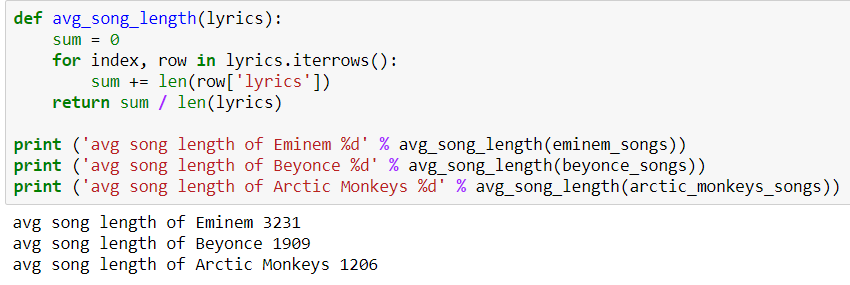 def avg_song_length(lyrics):
    sum = 0
    for index, row in lyrics.iterrows():
        sum += len(row['lyrics'])
    return sum / len(lyrics)

print ('avg song length of Eminem %d' % avg_song_length(eminem_songs))
print ('avg song length of Beyonce %d' % avg_song_length(beyonce_songs))
print ('avg song length of Arctic Monkeys %d' % avg_song_length(arctic_monkeys_songs))
avg song length of Eminem 3231
avg song length of Beyonce 1909
avg song length of Arctic Monkeys 1206